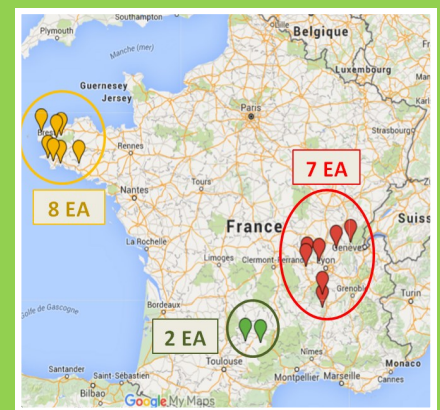 Southampton
Plymouth
Belgique
Manche (mer)
Luxembourg
Guernesey
Jersey
Paris
Strasbourg
Brest
Rennes
7 EA
8 EA
Nantes
Tours
France
Suiss
La Rochelle
Genève
Limoges
Clermont-Ferrand
Lyon
Grenoble
Turin
Bordeaux
olfe de Gascogne
2 EA
Toulouse
Nîmes
Monaco
Santander
Saint-Sébastien
Montpellier
Marseille
Cannes
Bilbao
Google My Maps